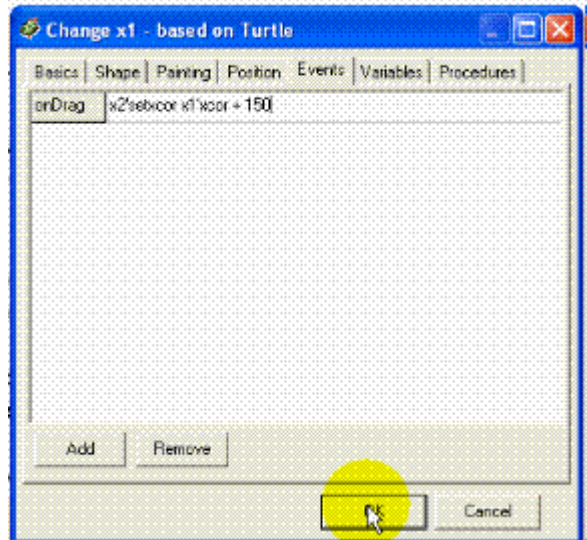 Change x1 - based on Turtle
Basics Shape Painting Position Events Variables Procedures
onDrag x2'setxcor x1'xcor + 150
Add Remove
OK Cancel